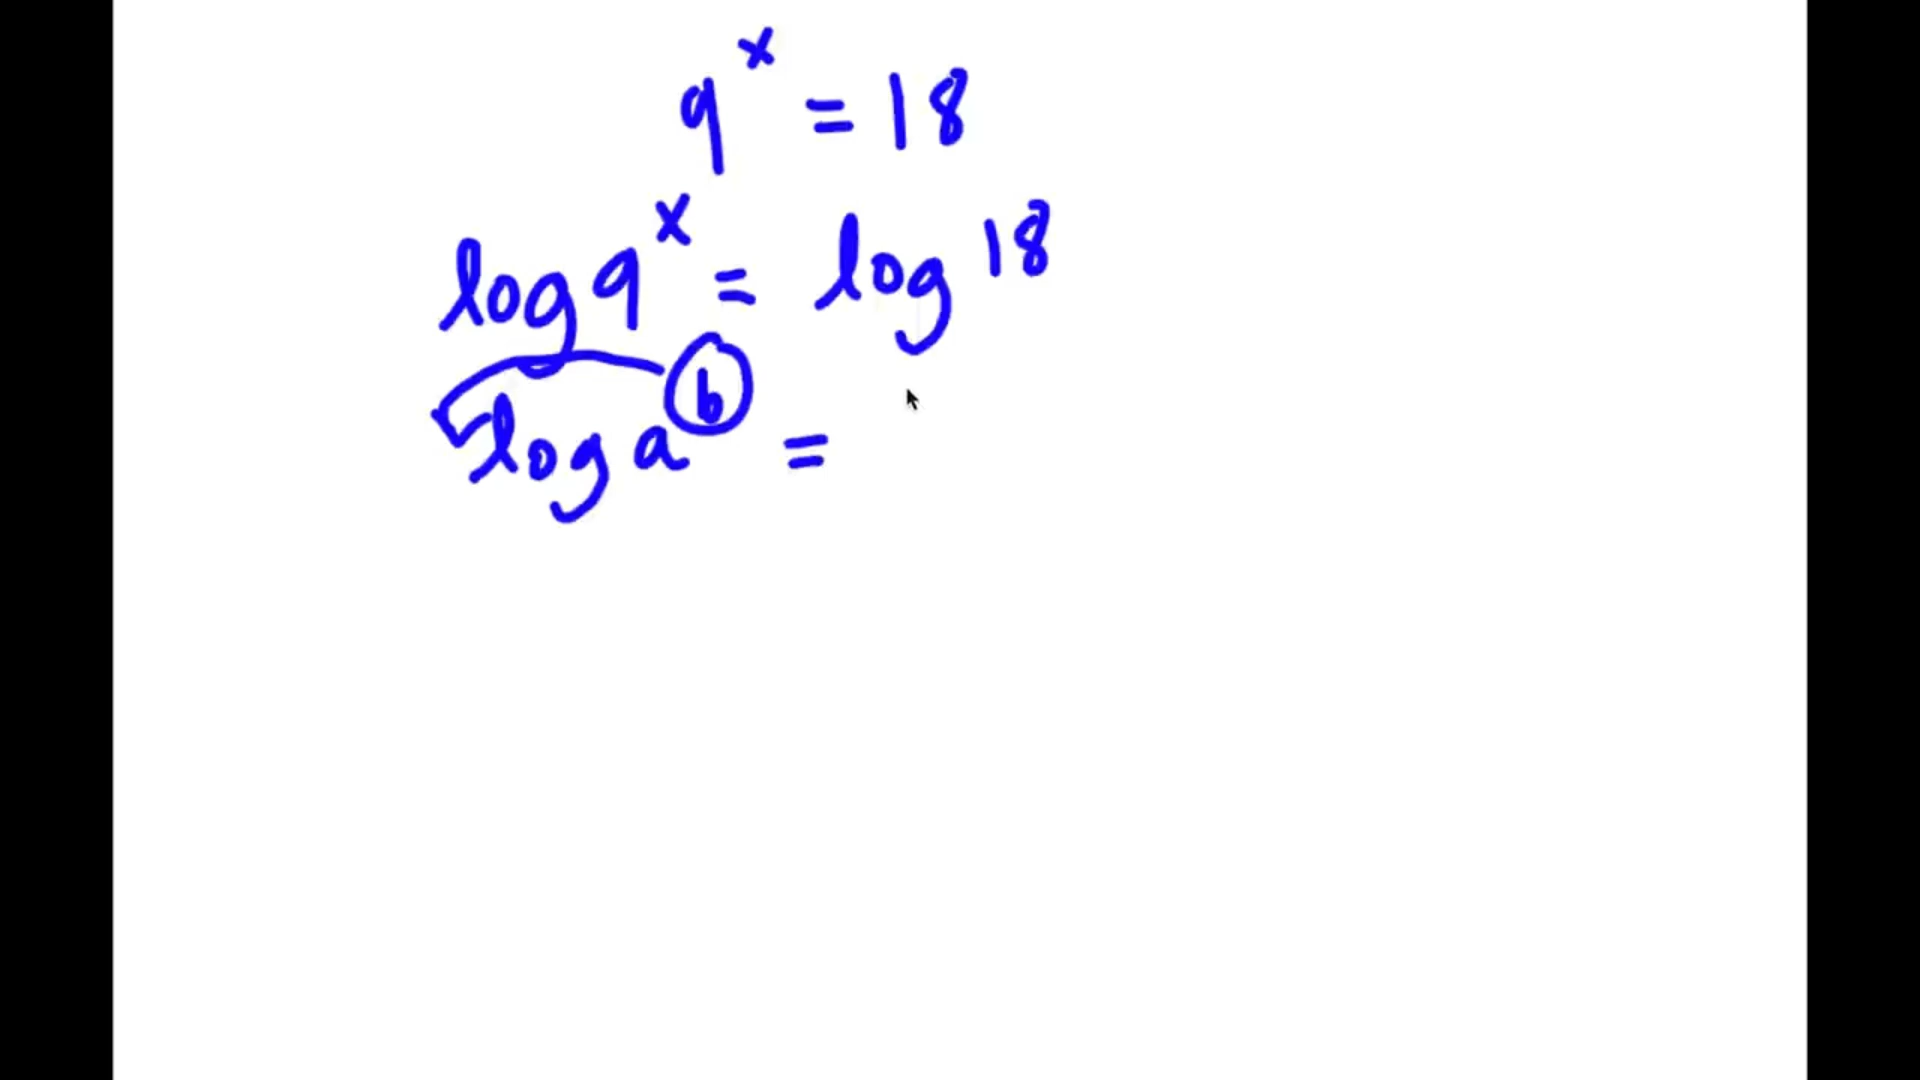 9^x = 18
log 9^x = log 18
log a^b =